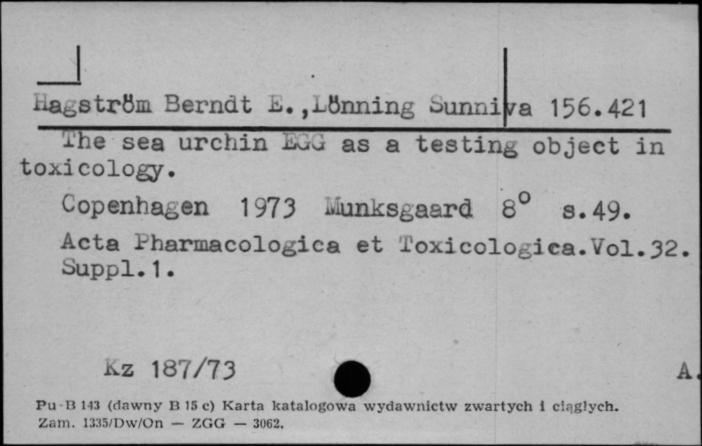 Hagström Berndt E.,Lönning Sunniva 156.421
The sea urchin EGG as a testing object in
toxicology.
Copenhagen 1973 Munksgaard 8° s.49.
Acta Pharmacologica et Toxicologica.Vol.32.
Suppl.1.
Kz 187/73
A.
Pu-B 143 (dawny B 15 c) Karta katalogowa wydawnictw zwartych i ciągłych.
Zam. 1335/Dw/On — ZGG — 3062.